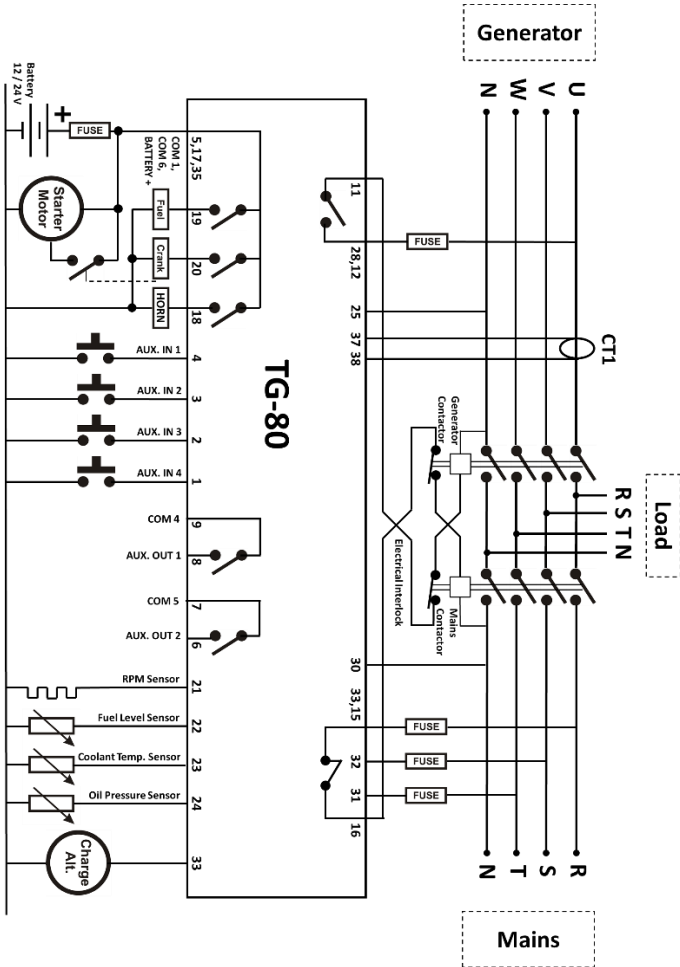 Generator
N W V U
Battery
12 / 24 V
+
FUSE
COM 1,
COM 6,
BATTERY +
5,17,35
11
Starter
Motor
Fuel
19
28,12
FUSE
Crank
20
HORN
18
25
37
38
CT1
TG-80
AUX. IN 1
4
AUX. IN 2
3
AUX. IN 3
2
AUX. IN 4
1
Generator
Contactor
R S T N
Load
COM 4
9
AUX. OUT 1
8
Electrical Interlock
COM 5
7
AUX. OUT 2
6
Mains
Contactor
30
RPM Sensor
21
33,15
Fuel Level Sensor
22
FUSE
Coolant Temp. Sensor
23
32
FUSE
Oil Pressure Sensor
24
31
FUSE
16
Charge
Alt.
33
N T S R
Mains